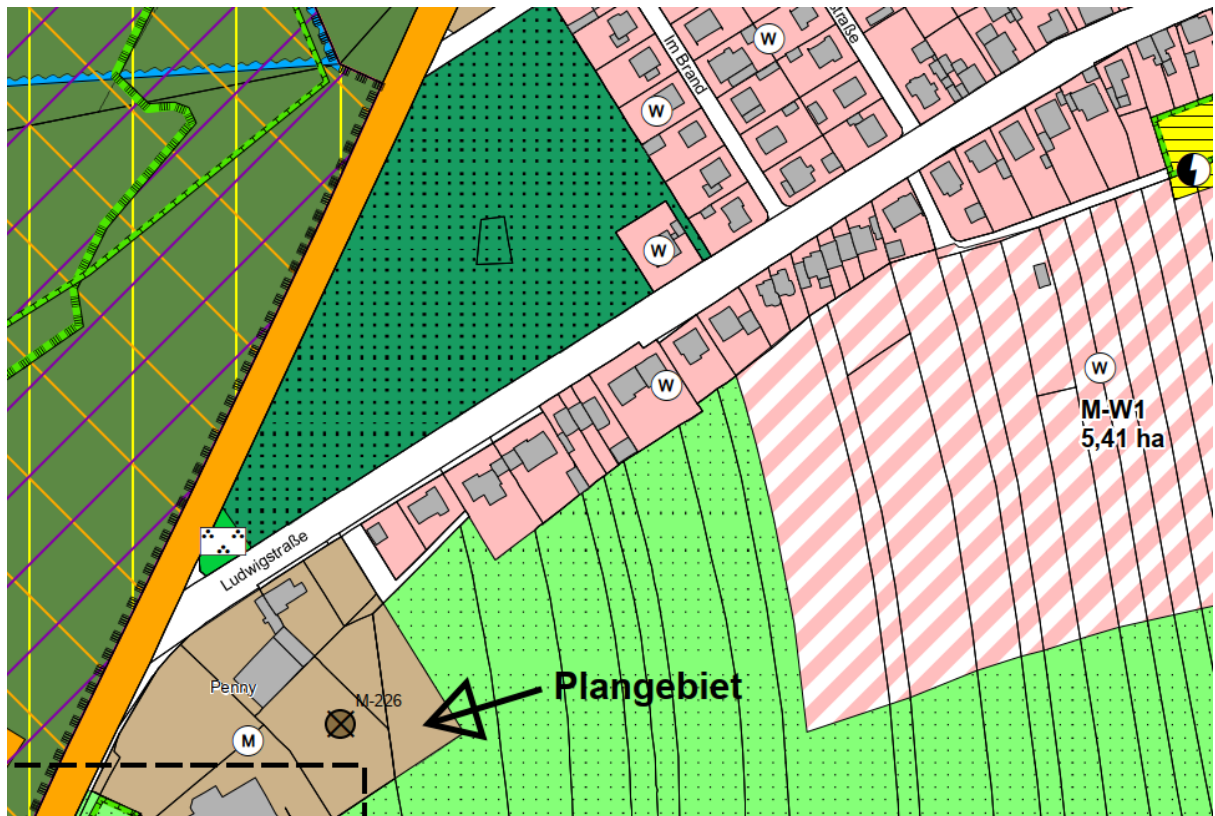 W
Im Brand
straße
W
W
W
M-W1
5,41 ha
W
Ludwigstraße
Penny
M-226
Plangebiet
M